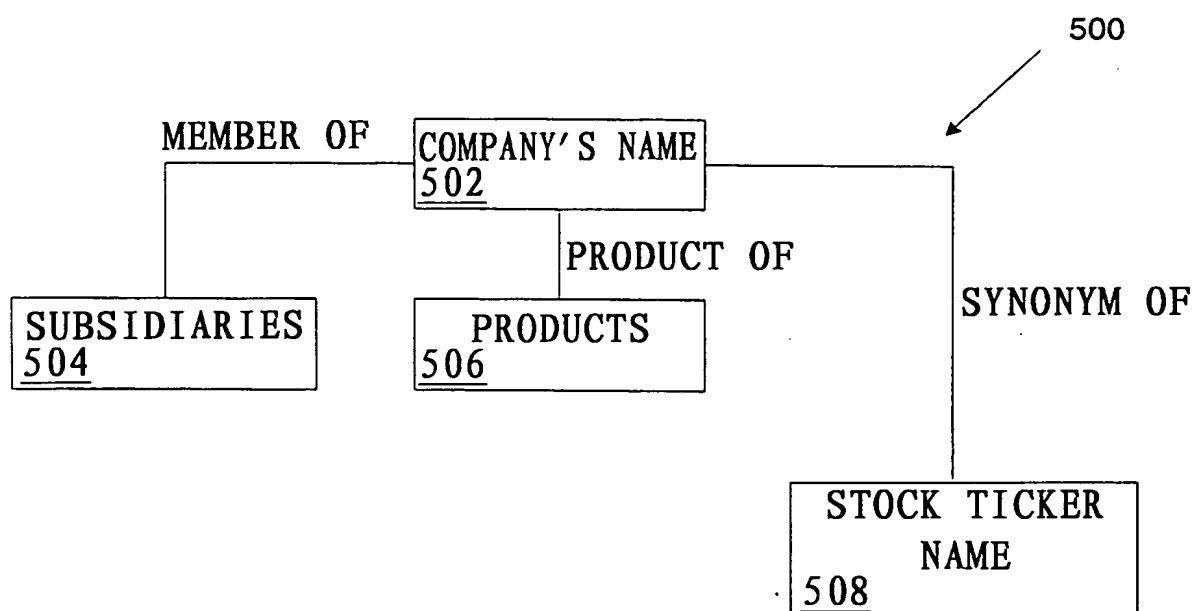 500
MEMBER OF
COMPANY'S NAME
502
PRODUCT OF
SUBSIDIARIES
504
PRODUCTS
506
SYNONYM OF
STOCK TICKER
NAME
508